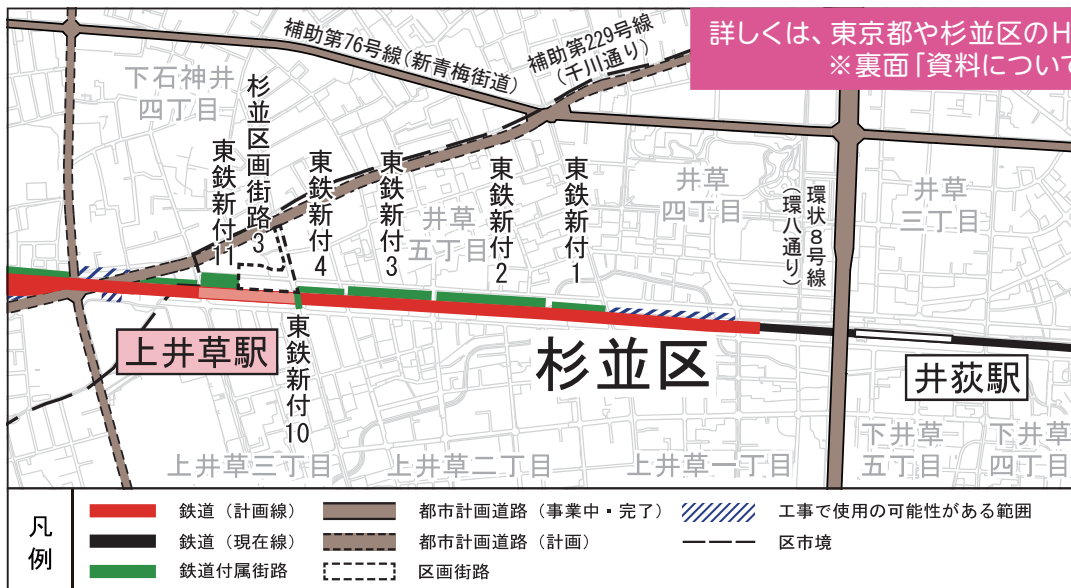 補助第76号線(新青梅街道)
補助第229号線
(千川通り)
詳しくは、東京都や杉並区のH
※裏面「資料について
下石神井
四丁目
杉並区画街路3
東鉄新付11
東鉄新付4
東鉄新付3
井草
五丁目
東鉄新付2
東鉄新付1
井草
四丁目
環状8号線
(環八通り)
井草
三丁目
上井草駅
東鉄新付10
杉並区
井荻駅
上井草三丁目
上井草二丁目
上井草一丁目
下井草
五丁目
下井草
四丁目
凡例
鉄道(計画線)
鉄道(現在線)
鉄道付属街路
都市計画道路(事業中・完了)
都市計画道路(計画)
区画街路
工事で使用の可能性がある範囲
区市境